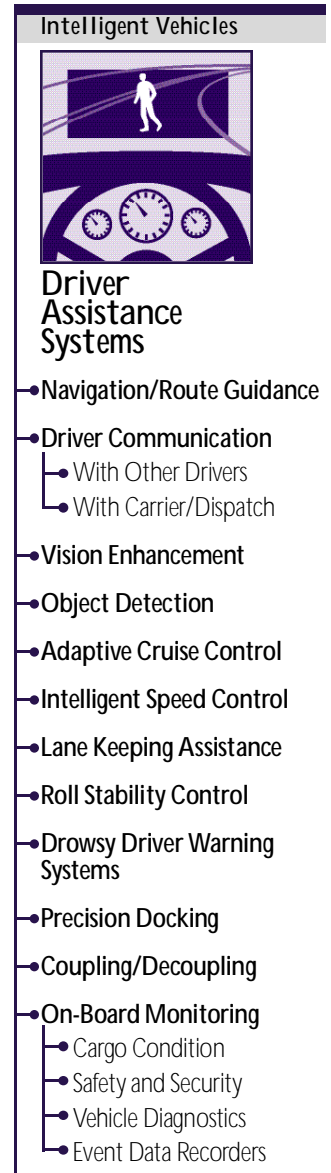 Intelligent Vehicles
Driver
Assistance
Systems
Navigation/Route Guidance
Driver Communication
With Other Drivers
With Carrier/Dispatch
Vision Enhancement
Object Detection
Adaptive Cruise Control
Intelligent Speed Control
Lane Keeping Assistance
Roll Stability Control
Drowsy Driver Warning
Systems
Precision Docking
Coupling/Decoupling
On-Board Monitoring
Cargo Condition
Safety and Security
Vehicle Diagnostics
Event Data Recorders